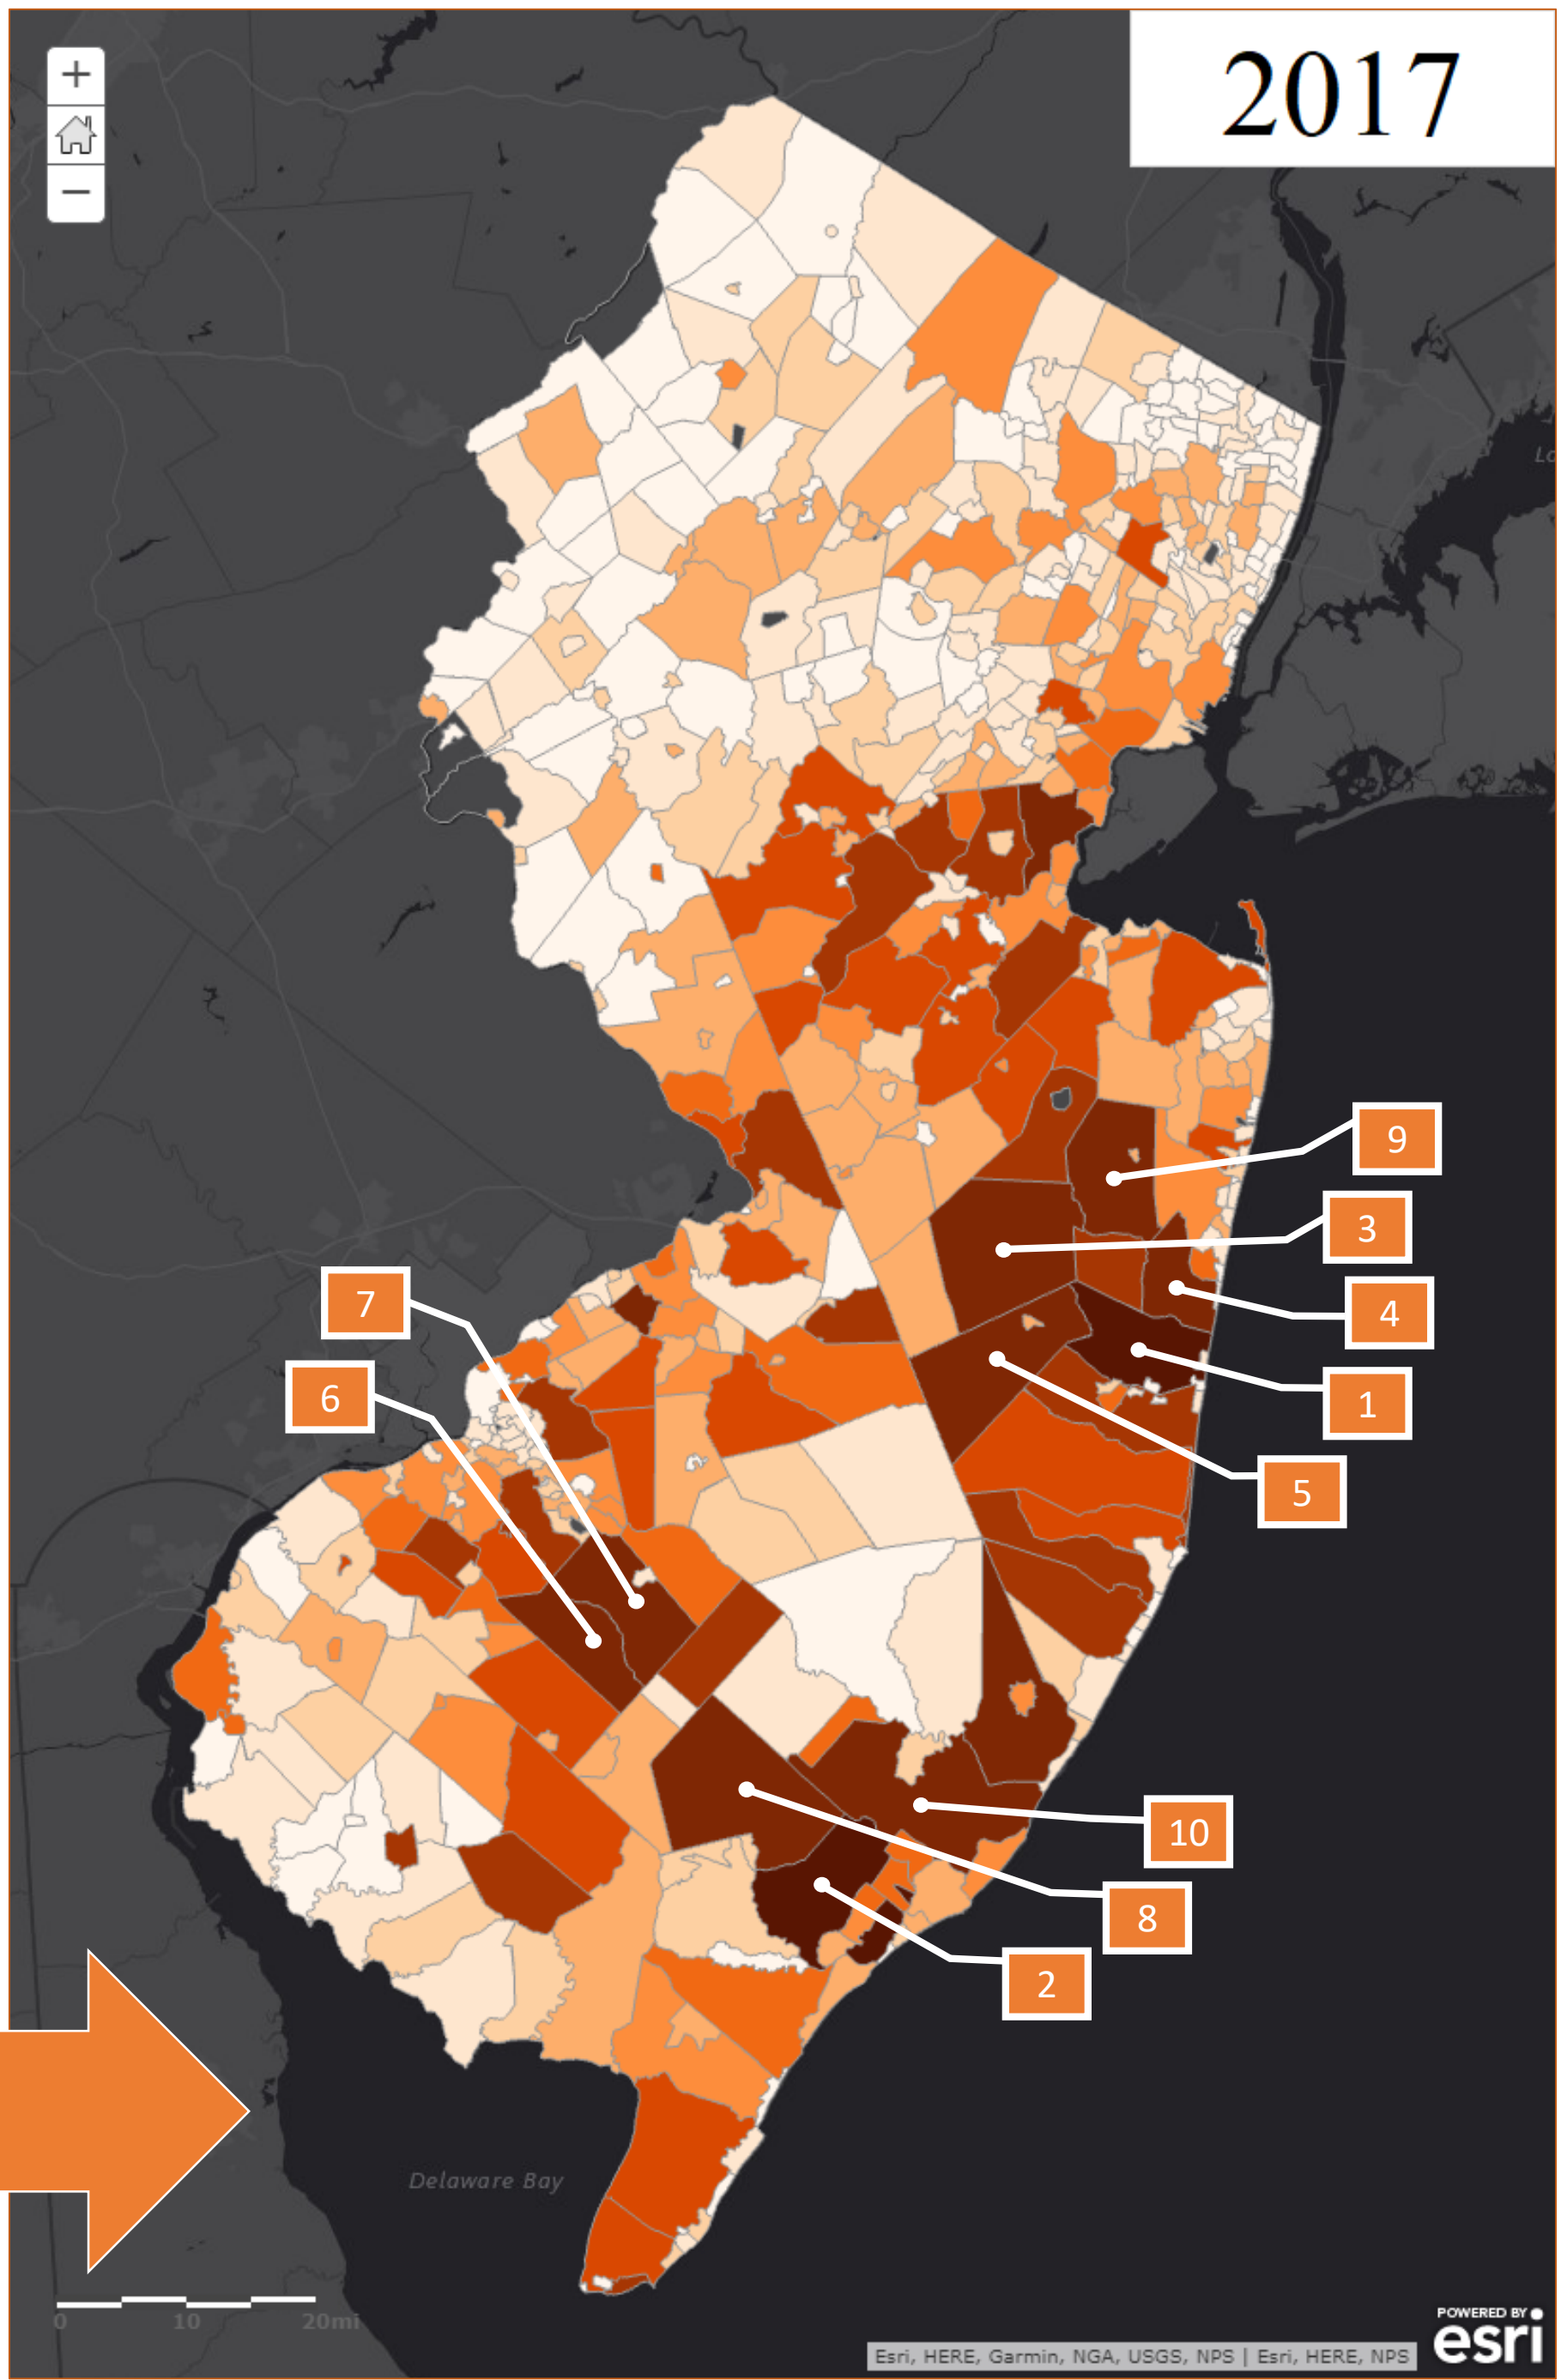 2017
+
−
Lo
9
3
7
4
6
1
5
10
8
2
Delaware Bay
0 10 20mi
POWERED BY
esri
Esri, HERE, Garmin, NGA, USGS, NPS | Esri, HERE, NPS